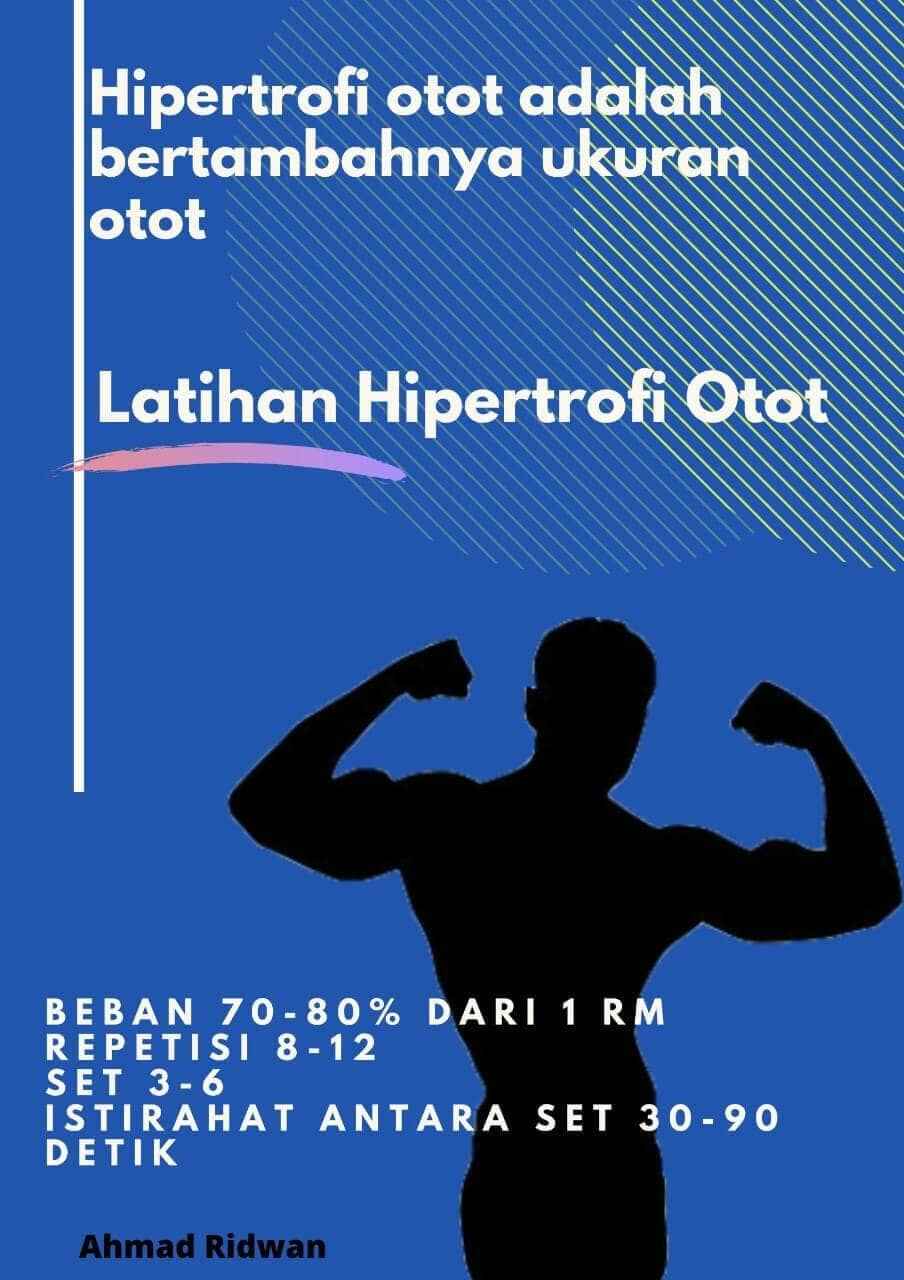 Hipertrofi otot adalah
bertambahnya ukuran
otot
Latihan Hipertrofi Otot
BEBAN 70-80% DARI 1 RM
REPETISI 8-12
SET 3-6
ISTIRAHAT ANTARA SET 30-90
DETIK
Ahmad Ridwan